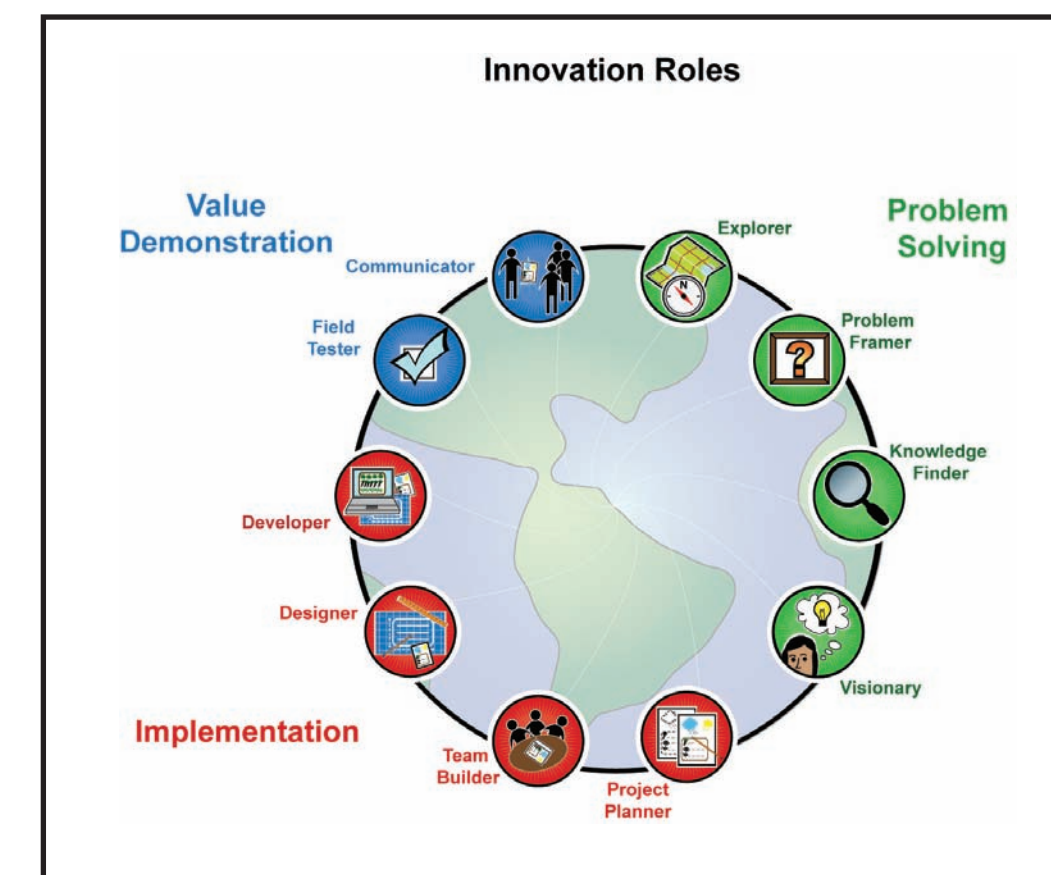 Innovation Roles
Value
Demonstration
Problem
Solving
Communicator
Explorer
Field
Tester
Problem
Framer
Knowledge
Finder
Developer
Designer
Visionary
Implementation
Team
Builder
Project
Planner
N
?